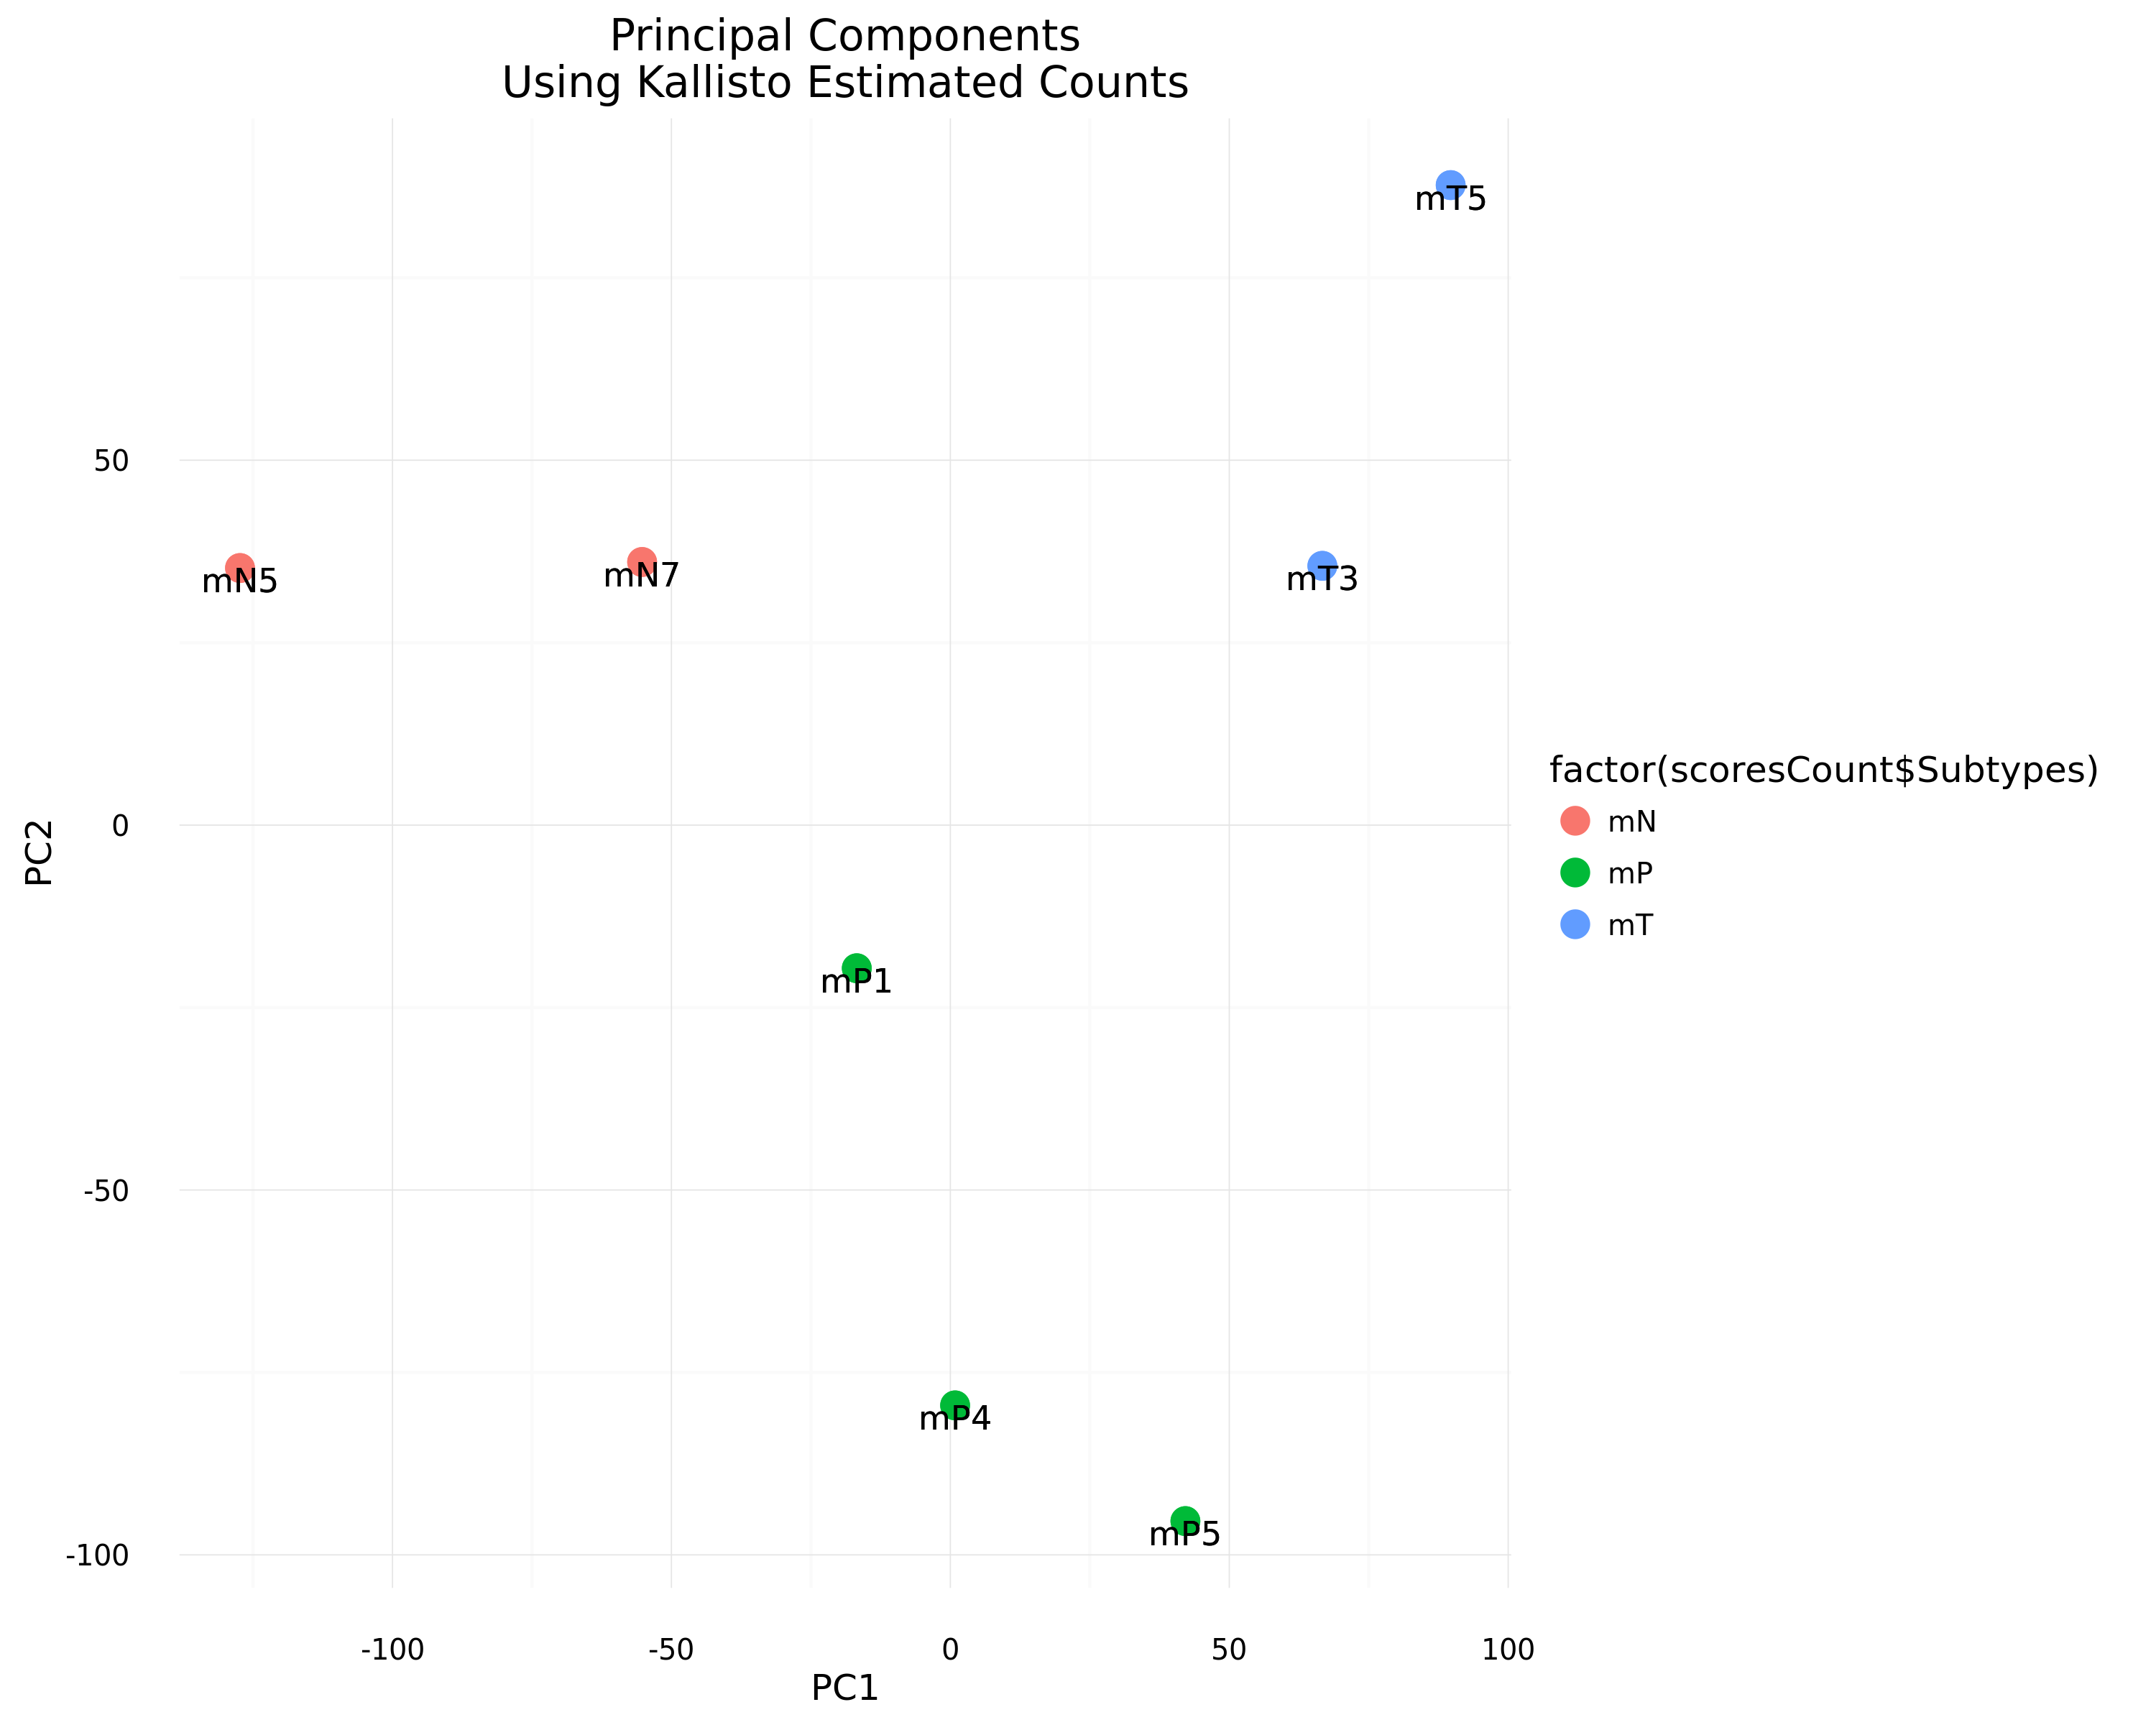 Principal Components
Using Kallisto Estimated Counts
mT5
50
mN5
mN7
mT3
factor(scoresCount$Subtypes)
mN
mP
mT
PC2
0
mP1
-50
mP4
mP5
-100
-100
-50
0
50
100
PC1